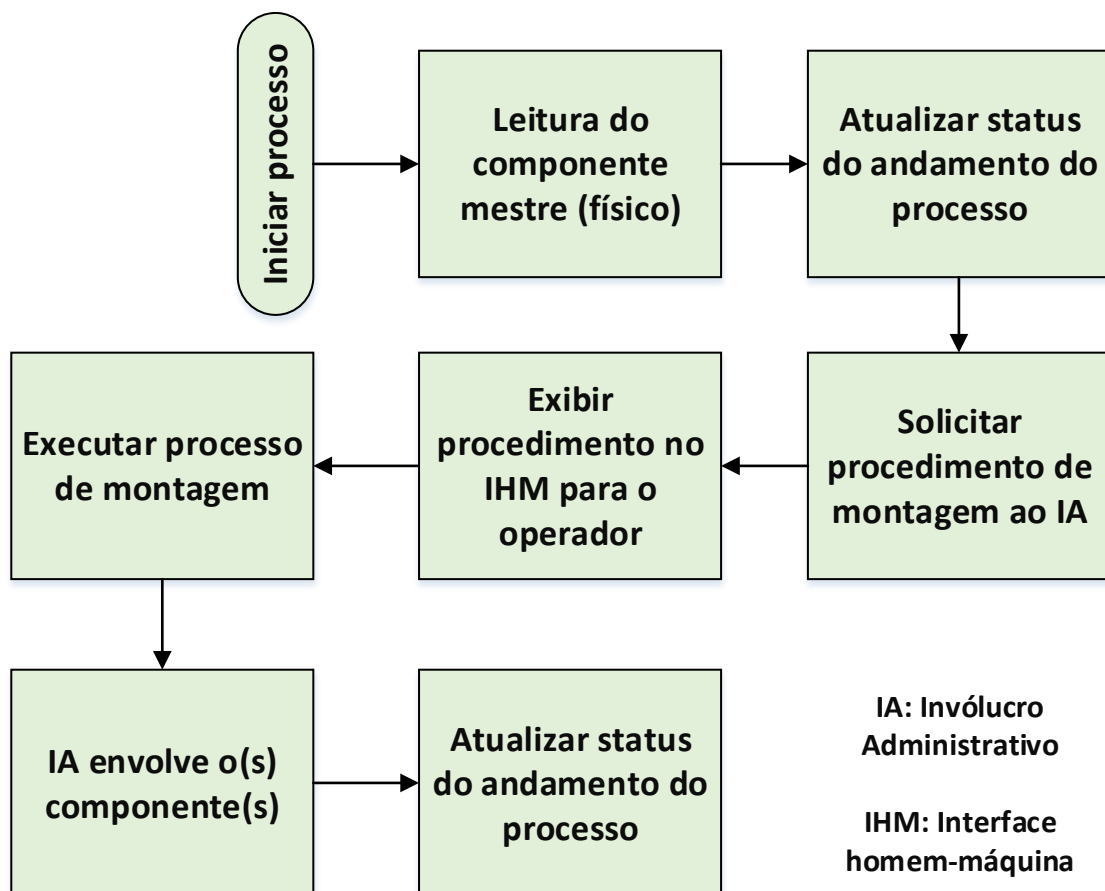 Iniciar processo
Leitura do
componente
mestre (físico)
Atualizar status
do andamento do
processo
Solicitar
procedimento de
montagem ao IA
Exibir
procedimento no
IHM para o
operador
Executar processo
de montagem
IA envolve o(s)
componente(s)
Atualizar status
do andamento do
processo
IA: Invólucro
Administrativo
IHM: Interface
homem-máquina